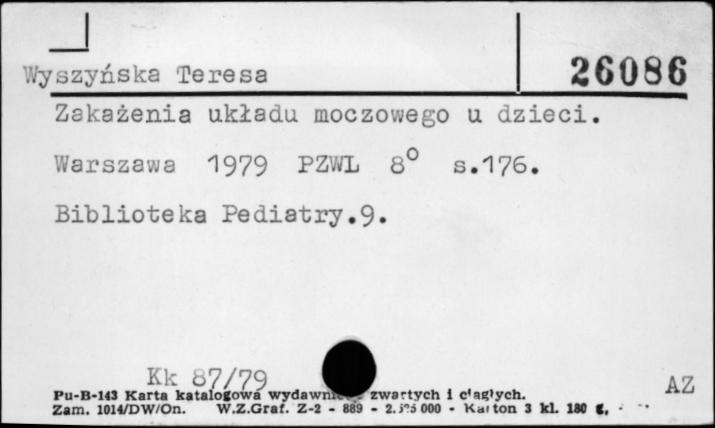 Wyszyńska Teresa 26086
Zakażenia układu moczowego u dzieci.
Warszawa 1979 PZWL 8° s.176.
Biblioteka Pediatry.9.
Kk 87/79
AZ
Pu-B-143 Karta katalogowa zwartych i ciągłych.
Zam. 1014/DW/On. W.Z.Graf. Z-2 - 889 - Karton 3 kl. 180 g,